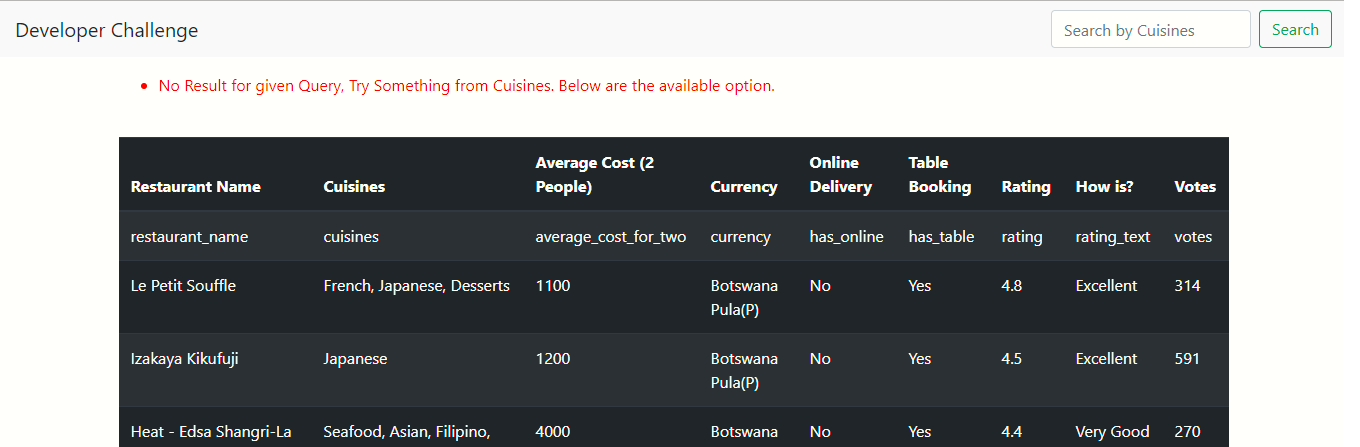 Developer Challenge Search by Cuisines Search
No Result for given Query, Try Something from Cuisines. Below are the available option.
Restaurant Name Cuisines Average Cost (2 People) Currency Online Delivery Table Booking Rating How is? Votes
restaurant_name cuisines average_cost_for_two currency has_online has_table rating rating_text votes
Le Petit Souffle French, Japanese, Desserts 1100 Botswana Pula(P) No Yes 4.8 Excellent 314
Izakaya Kikufuji Japanese 1200 Botswana Pula(P) No Yes 4.5 Excellent 591
Heat - Edsa Shangri-La Seafood, Asian, Filipino, 4000 Botswana No Yes 4.4 Very Good 270